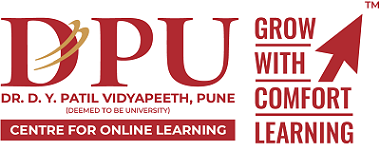 DPU
DR. D. Y. PATIL VIDYAPEETH, PUNE
(DEEMED TO BE UNIVERSITY)
CENTRE FOR ONLINE LEARNING
GROW
WITH
COMFORT
LEARNING
TM